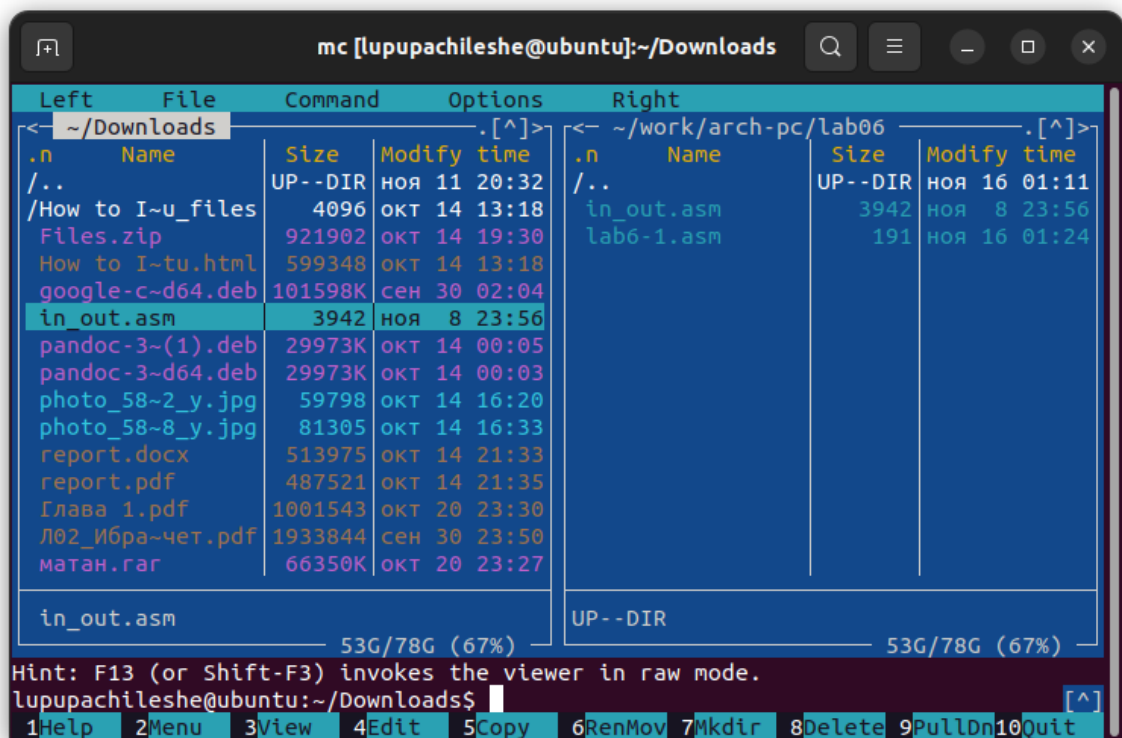 mc [lupupachileshe@ubuntu]:~/Downloads
Left File Command Options Right
<- ~/Downloads .[^]> <- ~/work/arch-pc/lab06 .[^]>
.n Name Size Modify time .n Name Size Modify time
/.. UP--DIR ноя 11 20:32 /.. UP--DIR ноя 16 01:11
/How to I~u_files 4096 окт 14 13:18 in_out.asm 3942 ноя 8 23:56
Files.zip 921902 окт 14 19:30 lab6-1.asm 191 ноя 16 01:24
How to I~tu.html 599348 окт 14 13:18
google-c~d64.deb 101598K сен 30 02:04
in_out.asm 3942 ноя 8 23:56
pandoc-3~(1).deb 29973K окт 14 00:05
pandoc-3~d64.deb 29973K окт 14 00:03
photo_58~2_y.jpg 59798 окт 14 16:20
photo_58~8_y.jpg 81305 окт 14 16:33
report.docx 513975 окт 14 21:33
report.pdf 487521 окт 14 21:35
Глава 1.pdf 1001543 окт 20 23:30
Л02_Ибра~чет.pdf 1933844 сен 30 23:50
матан.rar 66350K окт 20 23:27
in_out.asm UP--DIR
53G/78G (67%) 53G/78G (67%)
Hint: F13 (or Shift-F3) invokes the viewer in raw mode.
lupupachileshe@ubuntu:~/Downloads$ [^]
1Help 2Menu 3View 4Edit 5Copy 6RenMov 7Mkdir 8Delete 9PullDn 10Quit